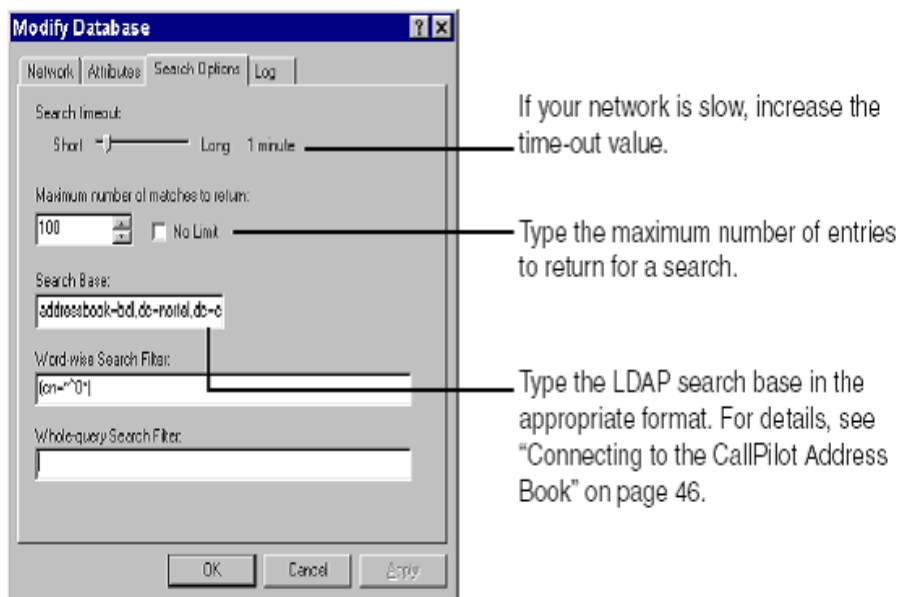 Modify Database
Network Attributes Search Options Log
Search timeout:
Short Long 1 minute
If your network is slow, increase the
time-out value.
Maximum number of matches to return:
100 No Limit
Type the maximum number of entries
to return for a search.
Search Base:
addressbook=bdl,dc=nortel,dc=c
Word-wise Search Filter:
(cn=*^0*)
Type the LDAP search base in the
appropriate format. For details, see
“Connecting to the CallPilot Address
Book” on page 46.
Whole-query Search Filter:
OK Cancel Apply